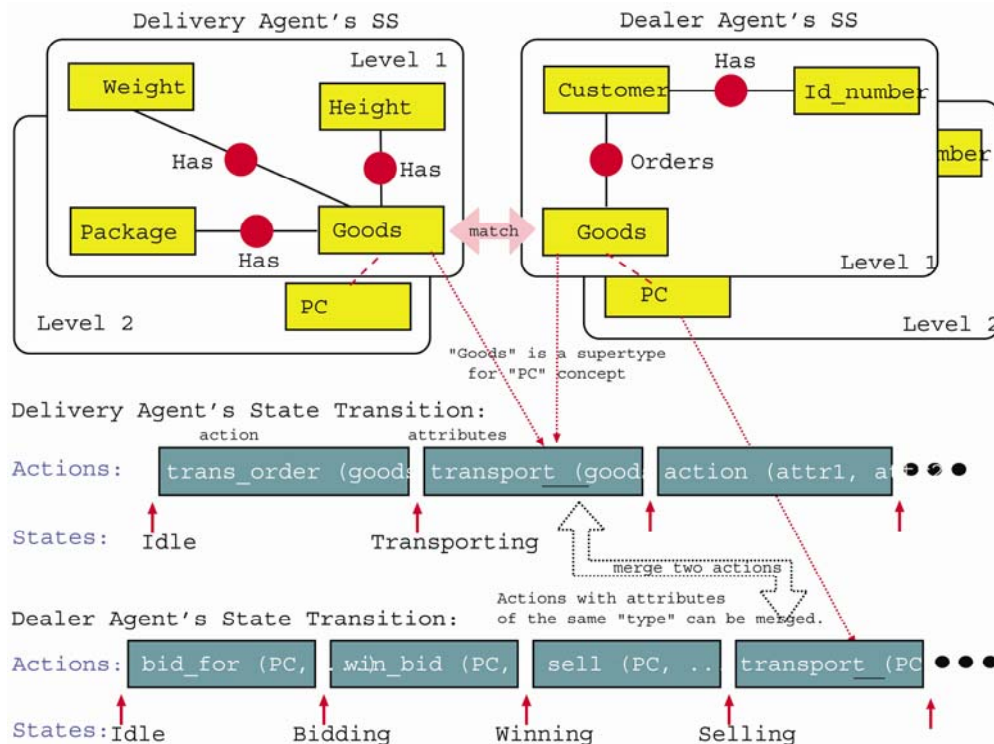 Delivery Agent's SS
Dealer Agent's SS
Level 1
Weight
Height
Has
Has
Package
Has
Goods
PC
Level 2
match
Has
Customer
Id_number
mber
Orders
Goods
Level 1
PC
Level 2
"Goods" is a supertype
for "PC" concept
Delivery Agent's State Transition:
action
attributes
Actions:
trans_order (goods
transport_(goods
action (attr1,
States:
Idle
Transporting
merge two actions
Actions with attributes
of the same "type" can be merged.
Dealer Agent's State Transition:
Actions:
bid_for (PC, ...)
win_bid (PC,
sell (PC, ...
transport_(PC
States:
Idle
Bidding
Winning
Selling